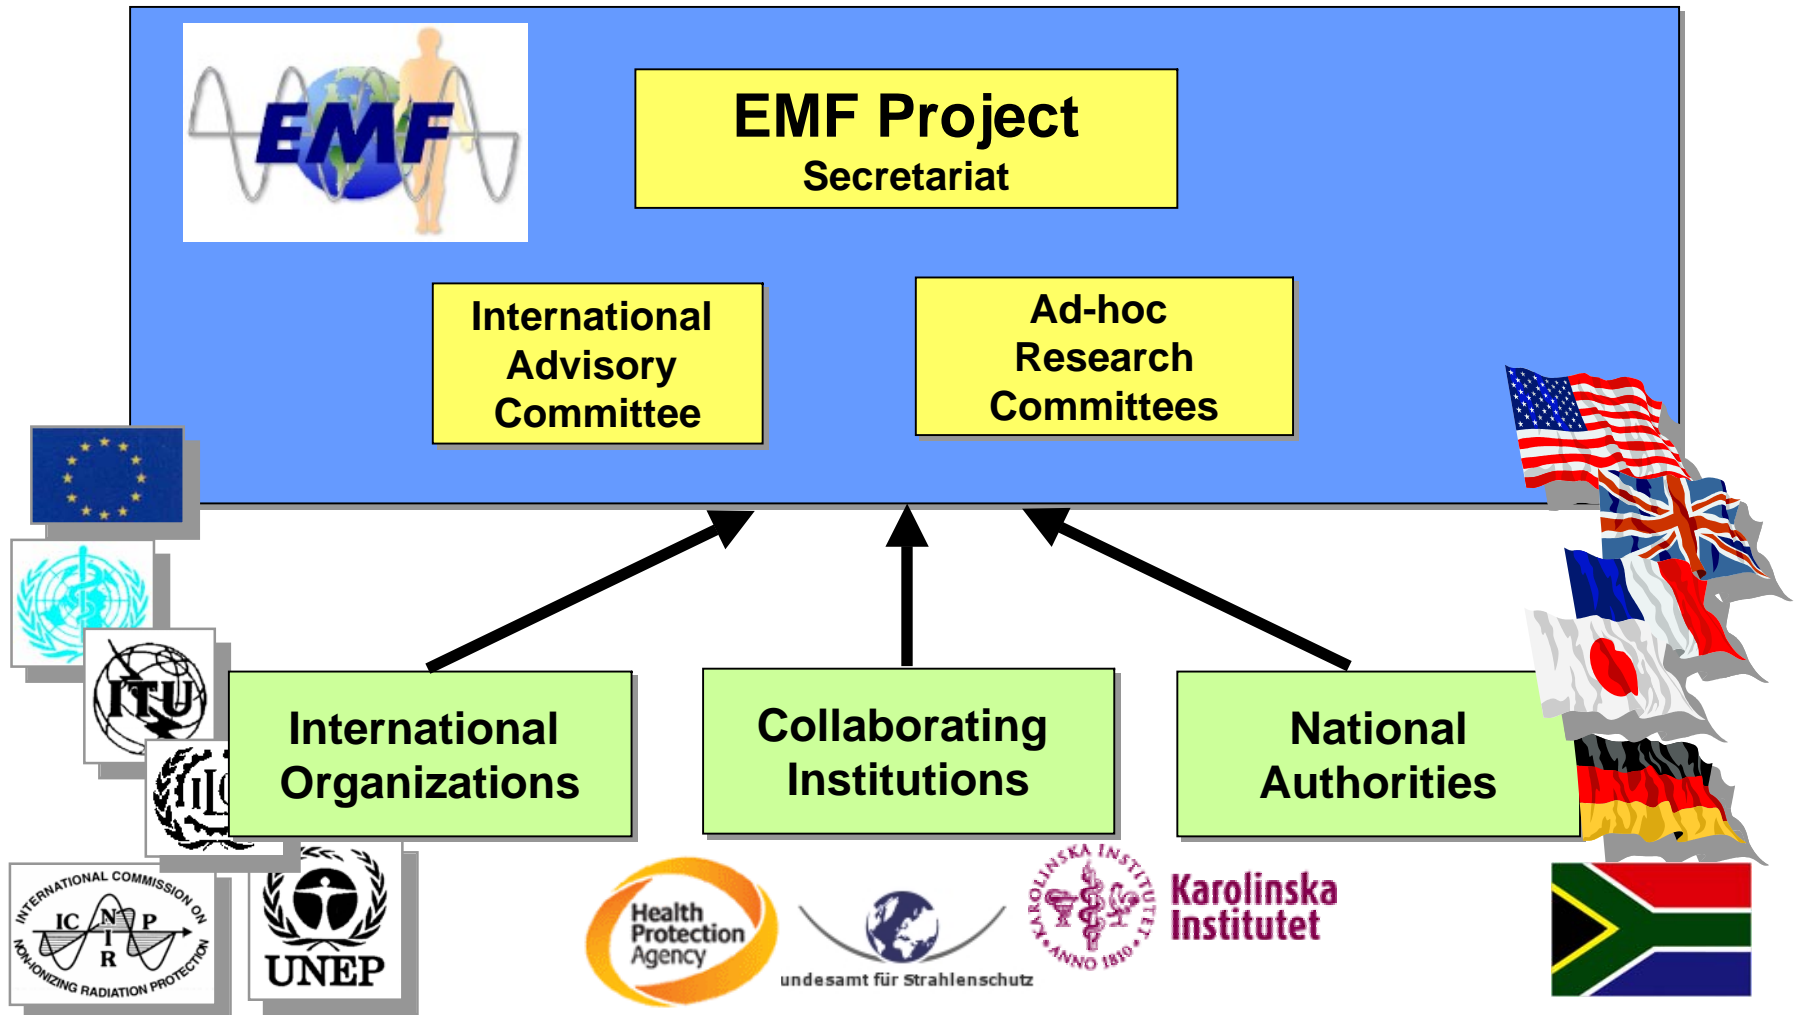 EMF
EMF Project
Secretariat
International
Advisory
Committee
Ad-hoc
Research
Committees
ITU
International
Organizations
Collaborating
Institutions
National
Authorities
INTERNATIONAL COMMISSION ON
IC N P
I
R
NON-IONIZING RADIATION PROTECTION
UNEP
Health
Protection
Agency
undesamt für Strahlenschutz
KAROLINSKA INSTITUTET
ANNO 1810
Karolinska
Institutet